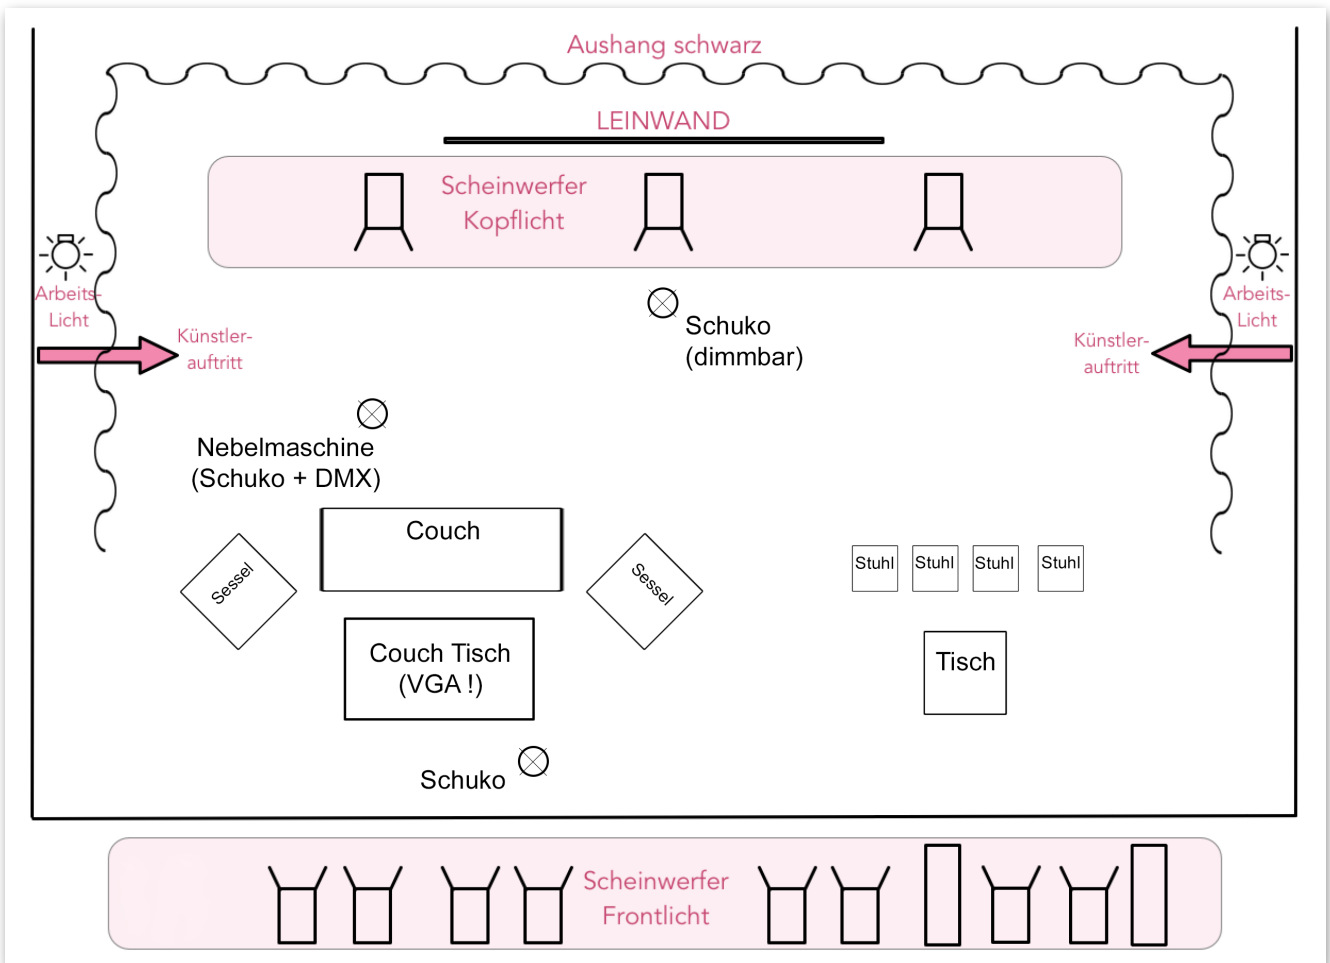 Aushang schwarz
LEINWAND
Scheinwerfer
Kopflicht
Arbeits-
Licht
Künstler-
auftritt
Schuko
(dimmbar)
Künstler-
auftritt
Arbeits-
Licht
Nebelmaschine
(Schuko + DMX)
Couch
Sessel
Sessel
Stuhl
Stuhl
Stuhl
Stuhl
Couch Tisch
(VGA !)
Tisch
Schuko
Scheinwerfer
Frontlicht